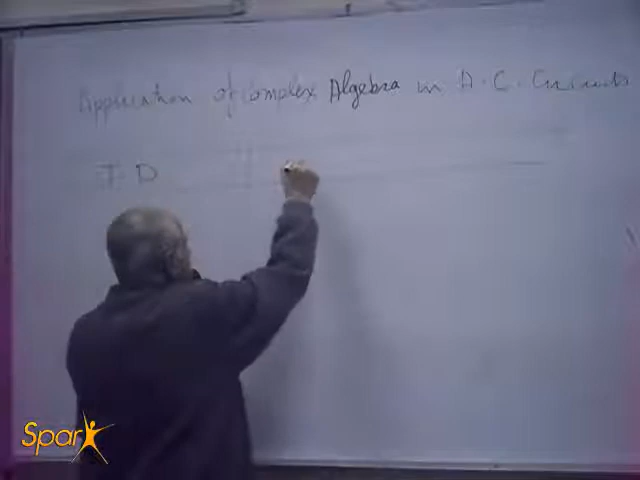 Application of Complex Algebra in A.C. Circuits
T.D
Spark